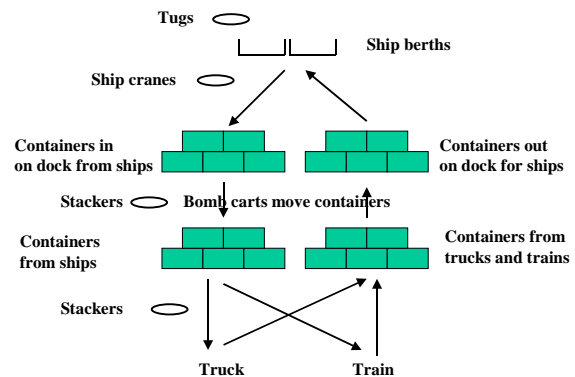 Tugs
Ship berths
Ship cranes
Containers in
on dock from ships
Containers out
on dock for ships
Stackers
Bomb carts move containers
Containers
from ships
Containers from
trucks and trains
Stackers
Truck
Train